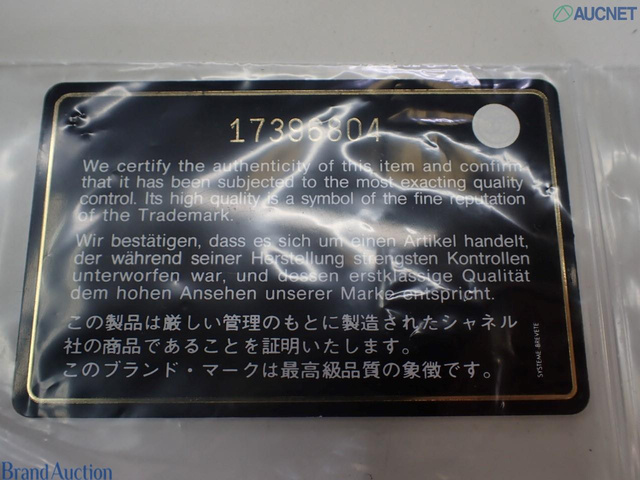 AUCNET
17396804
We certify the authenticity of this item and confirm
that it has been subjected to the most exacting quality
control. Its high quality is a symbol of the fine reputation
of the Trademark.
Wir bestätigen, dass es sich um einen Artikel handelt,
der während seiner Herstellung strengsten Kontrollen
unterworfen war, und dessen erstklassige Qualität
dem hohen Ansehen unserer Marke entspricht.
この製品は厳しい管理のもとに製造されたシャネル
社の商品であることを証明いたします。
このブランド・マークは最高級品質の象徴です。
SYSTEME BREVETE
Brand Auction